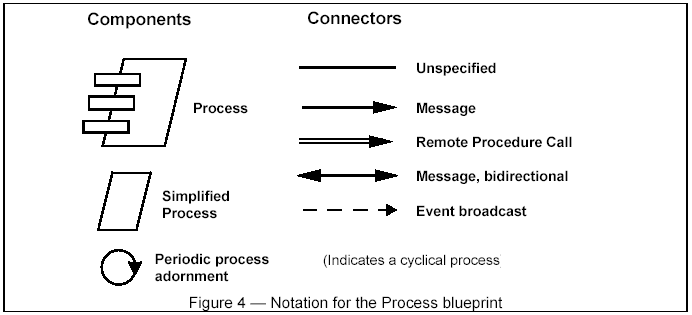 Components
Connectors
Process
Simplified
Process
Periodic process
adornment
Unspecified
Message
Remote Procedure Call
Message, bidirectional
Event broadcast
(Indicates a cyclical process
Figure 4 — Notation for the Process blueprint